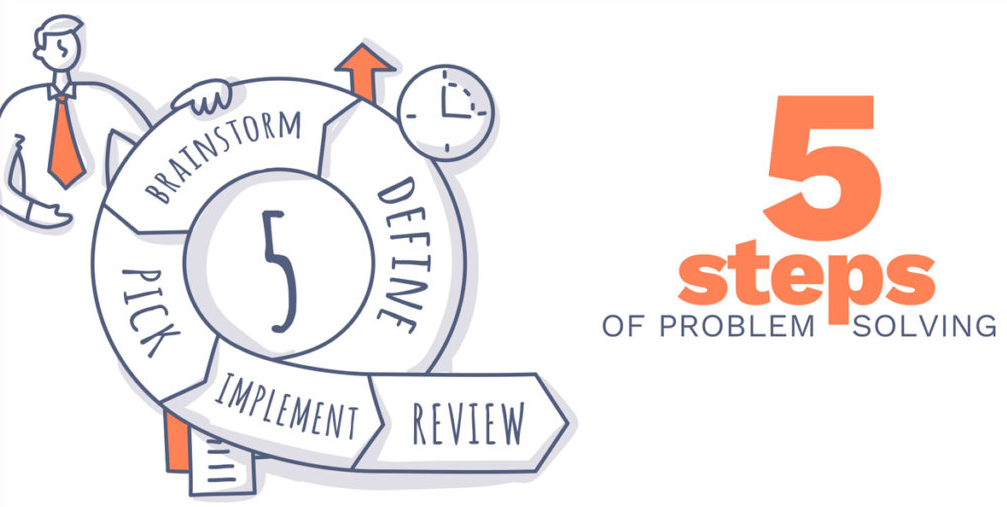 BRAINSTORM
DEFINE
5
PICK
IMPLEMENT
REVIEW
5
steps
OF PROBLEM SOLVING